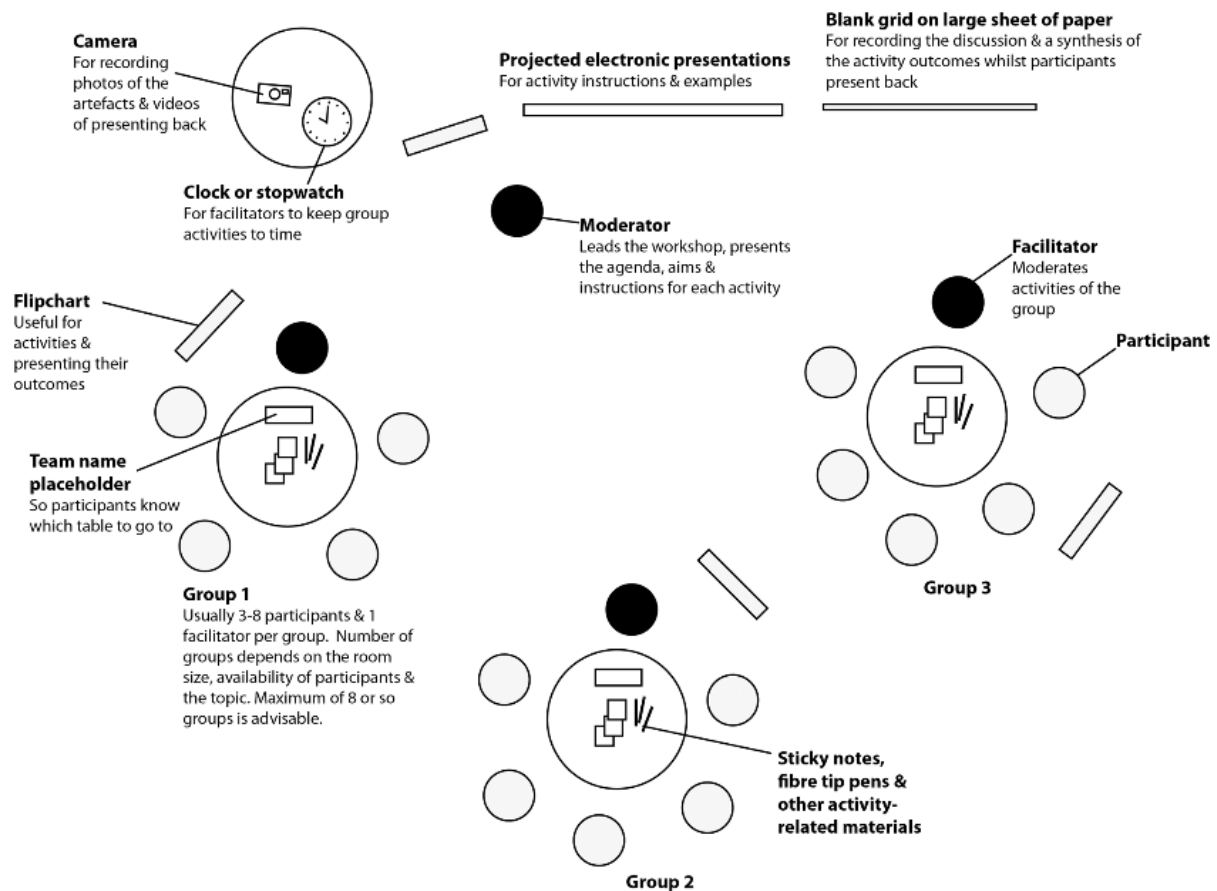 Camera
For recording
photos of the
artefacts & videos
of presenting back
Clock or stopwatch
For facilitators to keep group
activities to time
Projected electronic presentations
For activity instructions & examples
Blank grid on large sheet of paper
For recording the discussion & a synthesis of
the activity outcomes whilst participants
present back
Moderator
Leads the workshop, presents
the agenda, aims &
instructions for each activity
Facilitator
Moderates
activities of the
group
Participant
Flipchart
Useful for
activities &
presenting their
outcomes
Team name
placeholder
So participants know
which table to go to
Group 1
Usually 3-8 participants & 1
facilitator per group. Number of
groups depends on the room
size, availability of participants &
the topic. Maximum of 8 or so
groups is advisable.
Group 3
Sticky notes,
fibre tip pens &
other activity-
related materials
Group 2